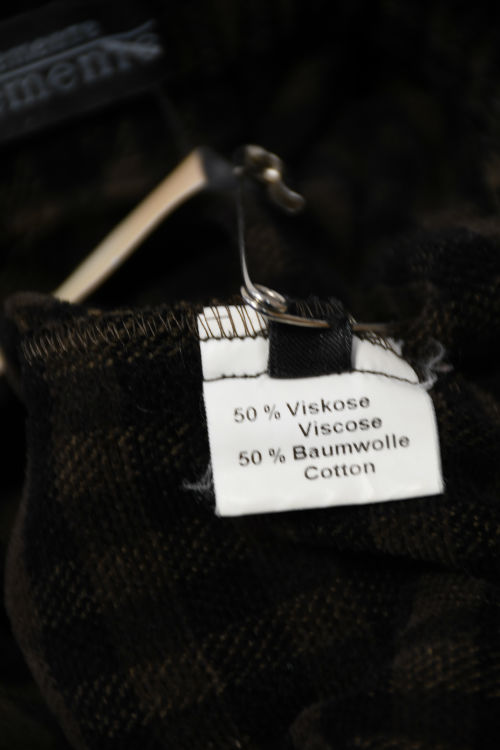 50 % Viskose
Viscose
50 % Baumwolle
Cotton